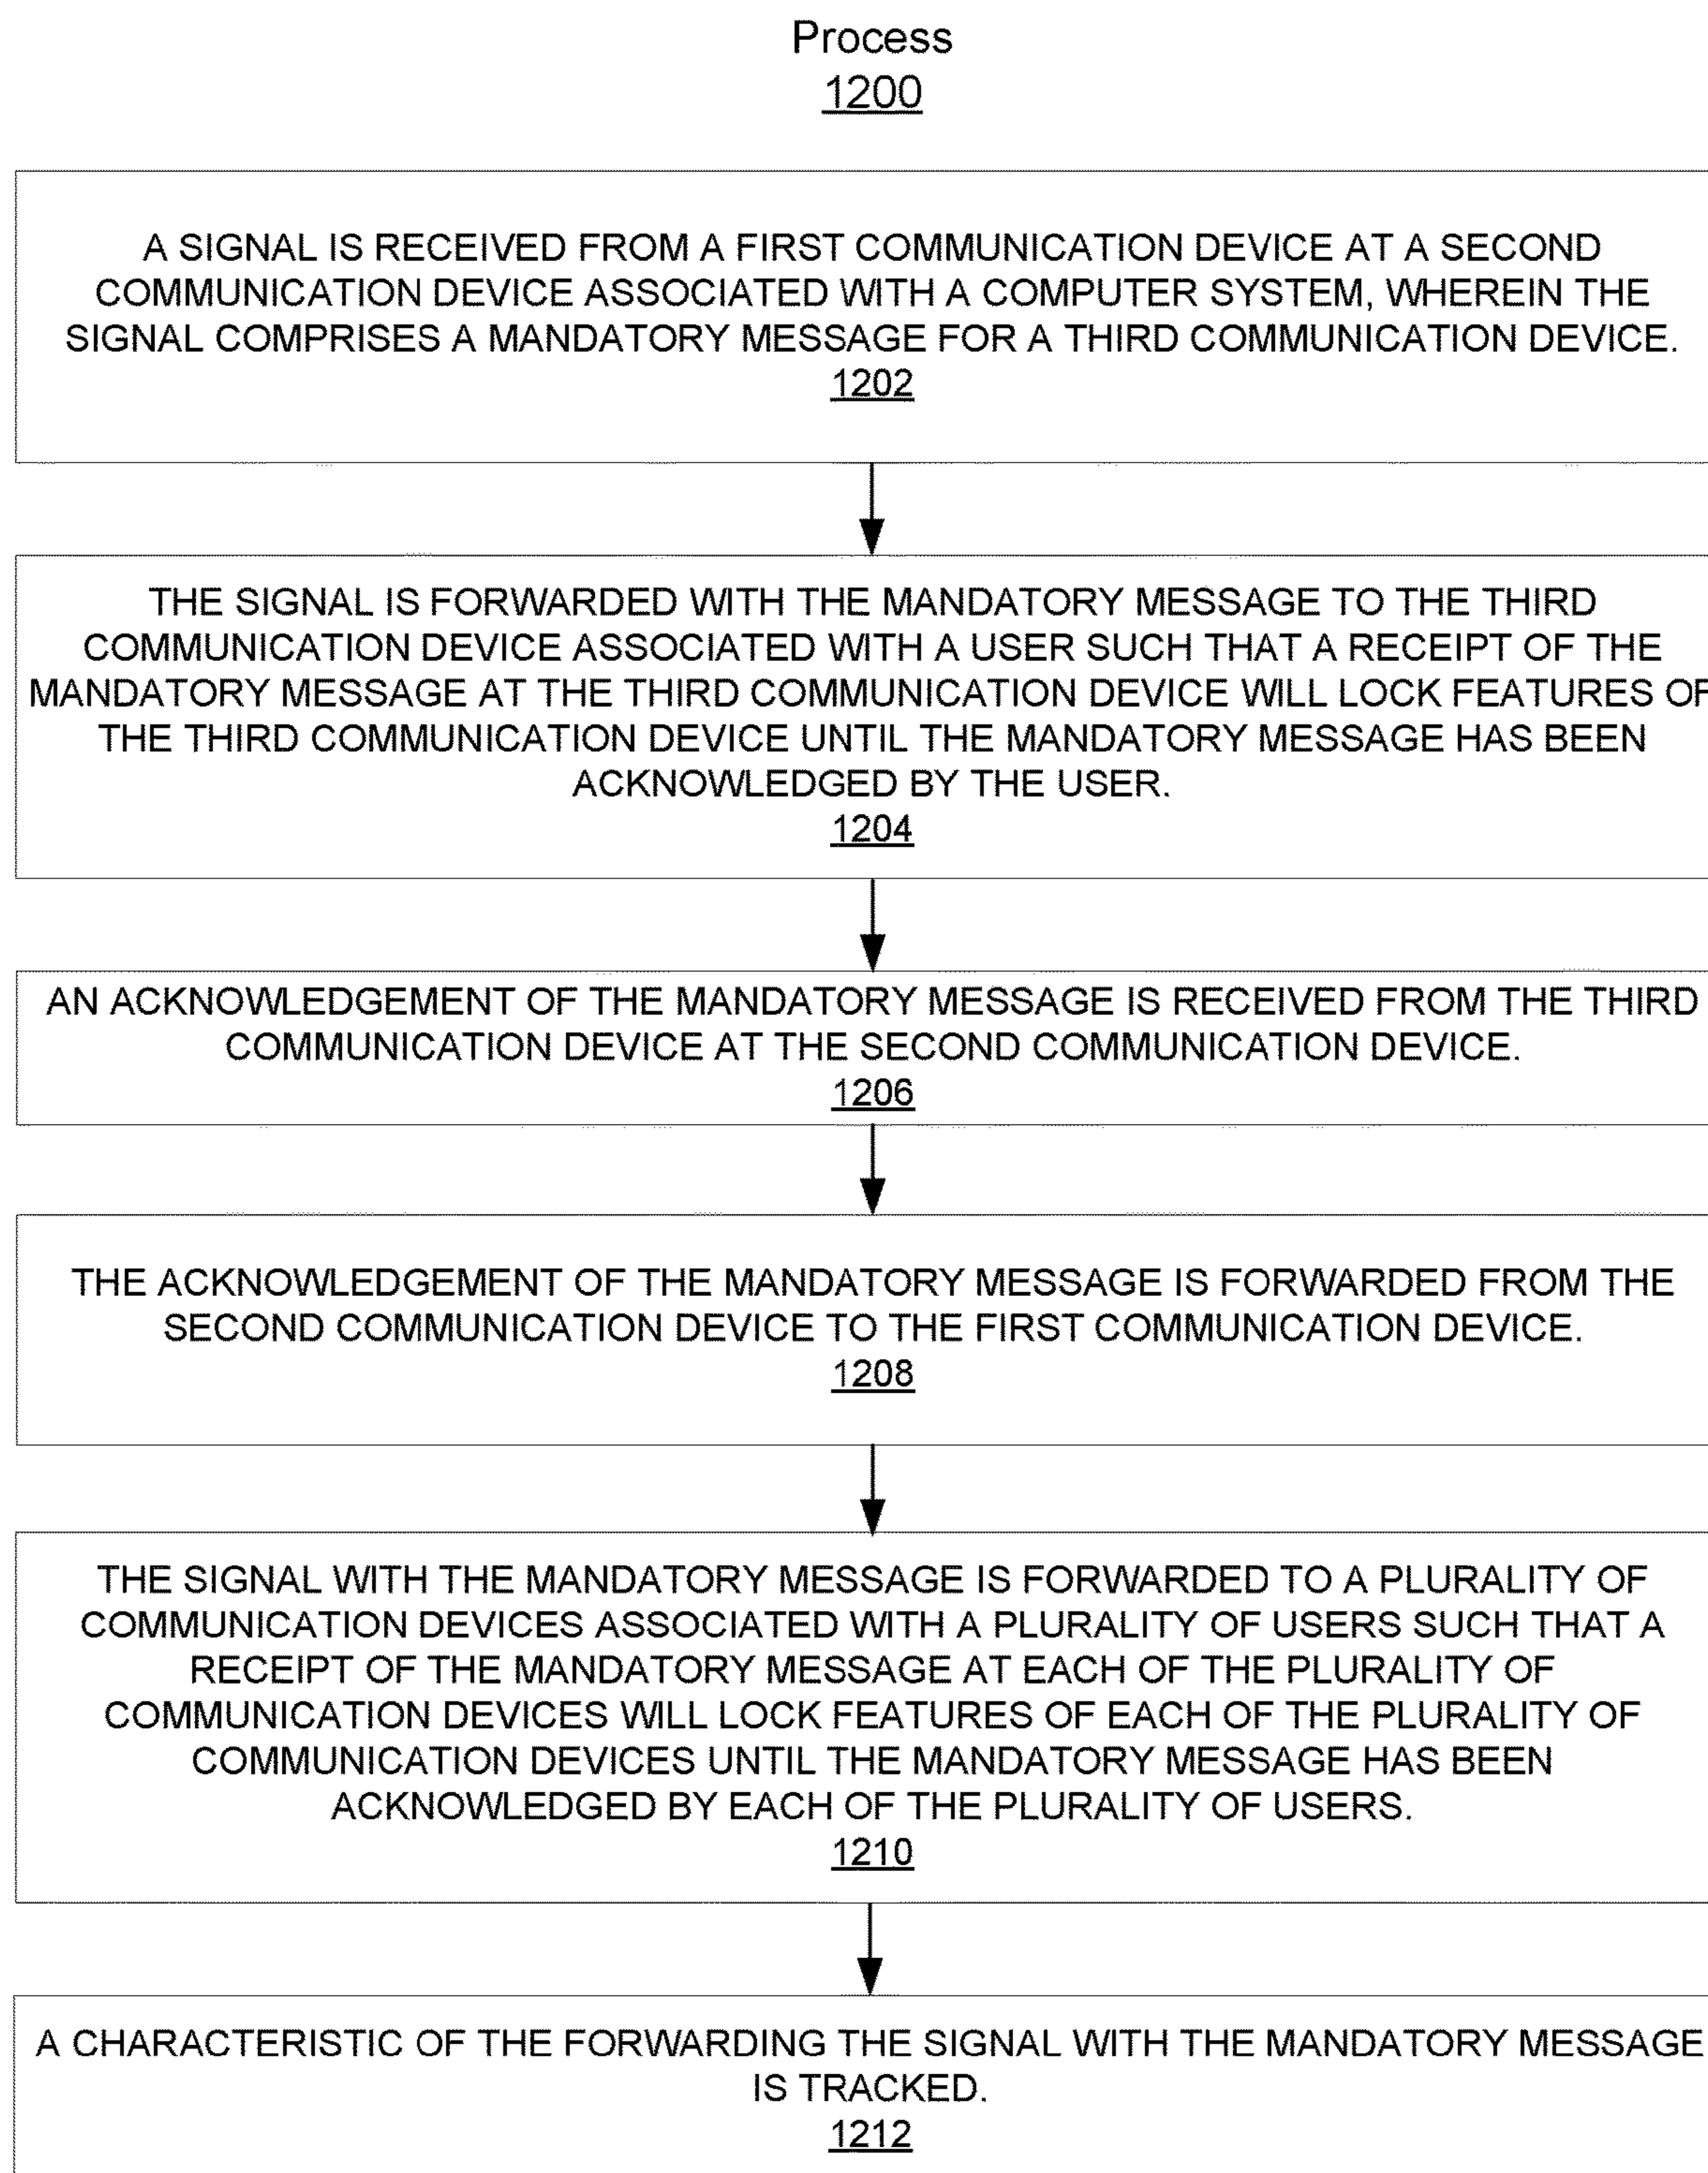 Process
1200
A SIGNAL IS RECEIVED FROM A FIRST COMMUNICATION DEVICE AT A SECOND
COMMUNICATION DEVICE ASSOCIATED WITH A COMPUTER SYSTEM, WHEREIN THE
SIGNAL COMPRISES A MANDATORY MESSAGE FOR A THIRD COMMUNICATION DEVICE.
1202
THE SIGNAL IS FORWARDED WITH THE MANDATORY MESSAGE TO THE THIRD
COMMUNICATION DEVICE ASSOCIATED WITH A USER SUCH THAT A RECEIPT OF THE
MANDATORY MESSAGE AT THE THIRD COMMUNICATION DEVICE WILL LOCK FEATURES OF
THE THIRD COMMUNICATION DEVICE UNTIL THE MANDATORY MESSAGE HAS BEEN
ACKNOWLEDGED BY THE USER.
1204
AN ACKNOWLEDGEMENT OF THE MANDATORY MESSAGE IS RECEIVED FROM THE THIRD
COMMUNICATION DEVICE AT THE SECOND COMMUNICATION DEVICE.
1206
THE ACKNOWLEDGEMENT OF THE MANDATORY MESSAGE IS FORWARDED FROM THE
SECOND COMMUNICATION DEVICE TO THE FIRST COMMUNICATION DEVICE.
1208
THE SIGNAL WITH THE MANDATORY MESSAGE IS FORWARDED TO A PLURALITY OF
COMMUNICATION DEVICES ASSOCIATED WITH A PLURALITY OF USERS SUCH THAT A
RECEIPT OF THE MANDATORY MESSAGE AT EACH OF THE PLURALITY OF
COMMUNICATION DEVICES WILL LOCK FEATURES OF EACH OF THE PLURALITY OF
COMMUNICATION DEVICES UNTIL THE MANDATORY MESSAGE HAS BEEN
ACKNOWLEDGED BY EACH OF THE PLURALITY OF USERS.
1210
A CHARACTERISTIC OF THE FORWARDING THE SIGNAL WITH THE MANDATORY MESSAGE
IS TRACKED.
1212